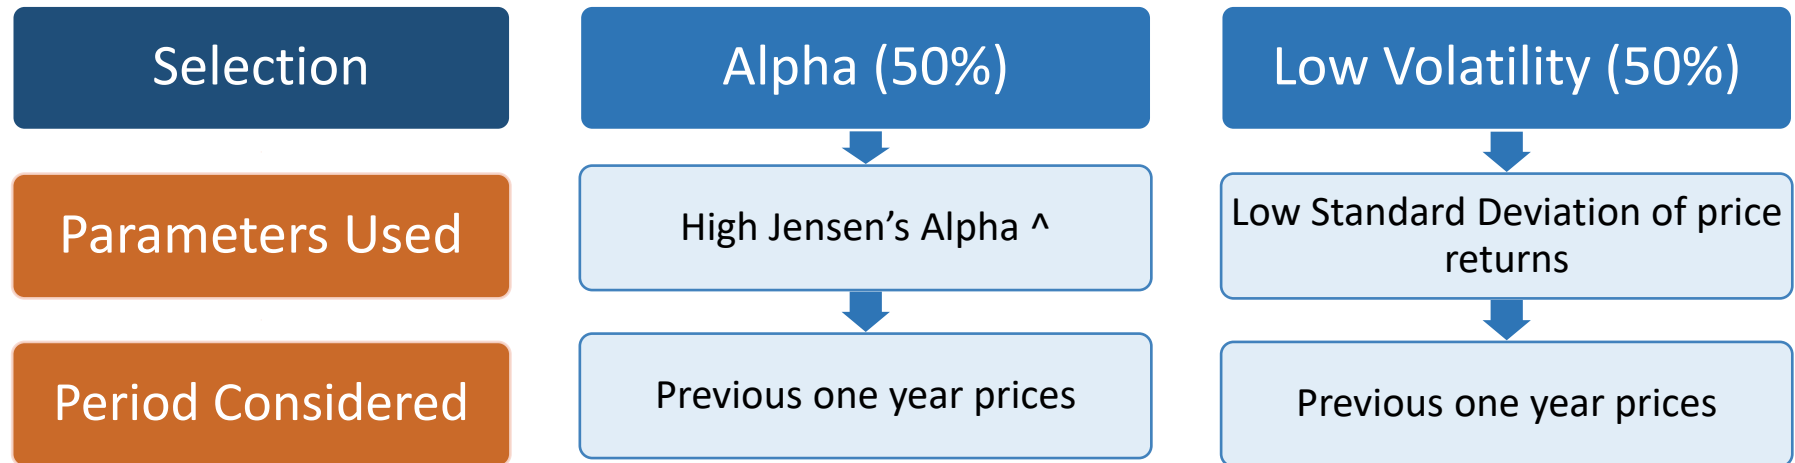 Selection
Alpha (50%)
Low Volatility (50%)
Parameters Used
High Jensen’s Alpha ^
Low Standard Deviation of price
returns
Period Considered
Previous one year prices
Previous one year prices